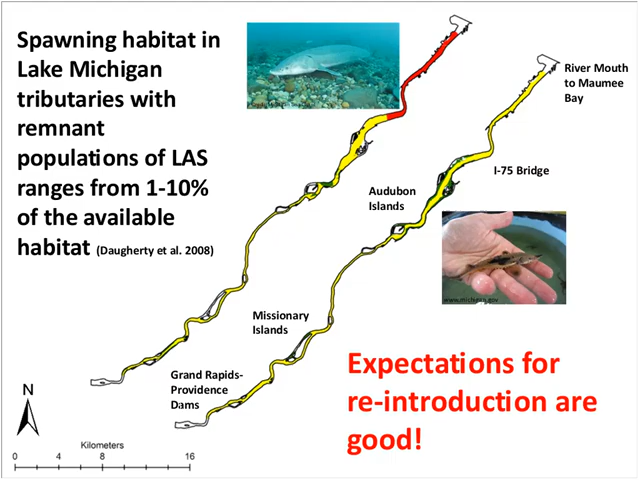 Spawning habitat in
Lake Michigan
tributaries with
remnant
populations of LAS
ranges from 1-10%
of the available
habitat (Daugherty et al. 2008)
River Mouth
to Maumee
Bay
I-75 Bridge
Audubon
Islands
www.michigan.gov
Missionary
Islands
Grand Rapids-
Providence
Dams
Expectations for
re-introduction are
good!
N
Kilometers
0 4 8 16